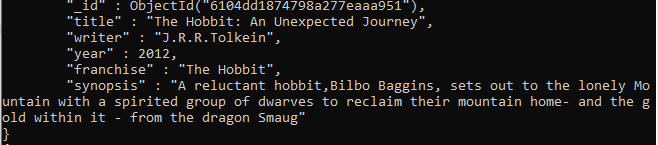 "_id" : ObjectId("6104dd1874798a277eaaa951"),
"title" : "The Hobbit: An Unexpected Journey",
"writer" : "J.R.R.Tolkein",
"year" : 2012,
"franchise" : "The Hobbit",
"synopsis" : "A reluctant hobbit,Bilbo Baggins, sets out to the lonely Mo
untain with a spirited group of dwarves to reclaim their mountain home- and the g
old within it - from the dragon Smaug"
}